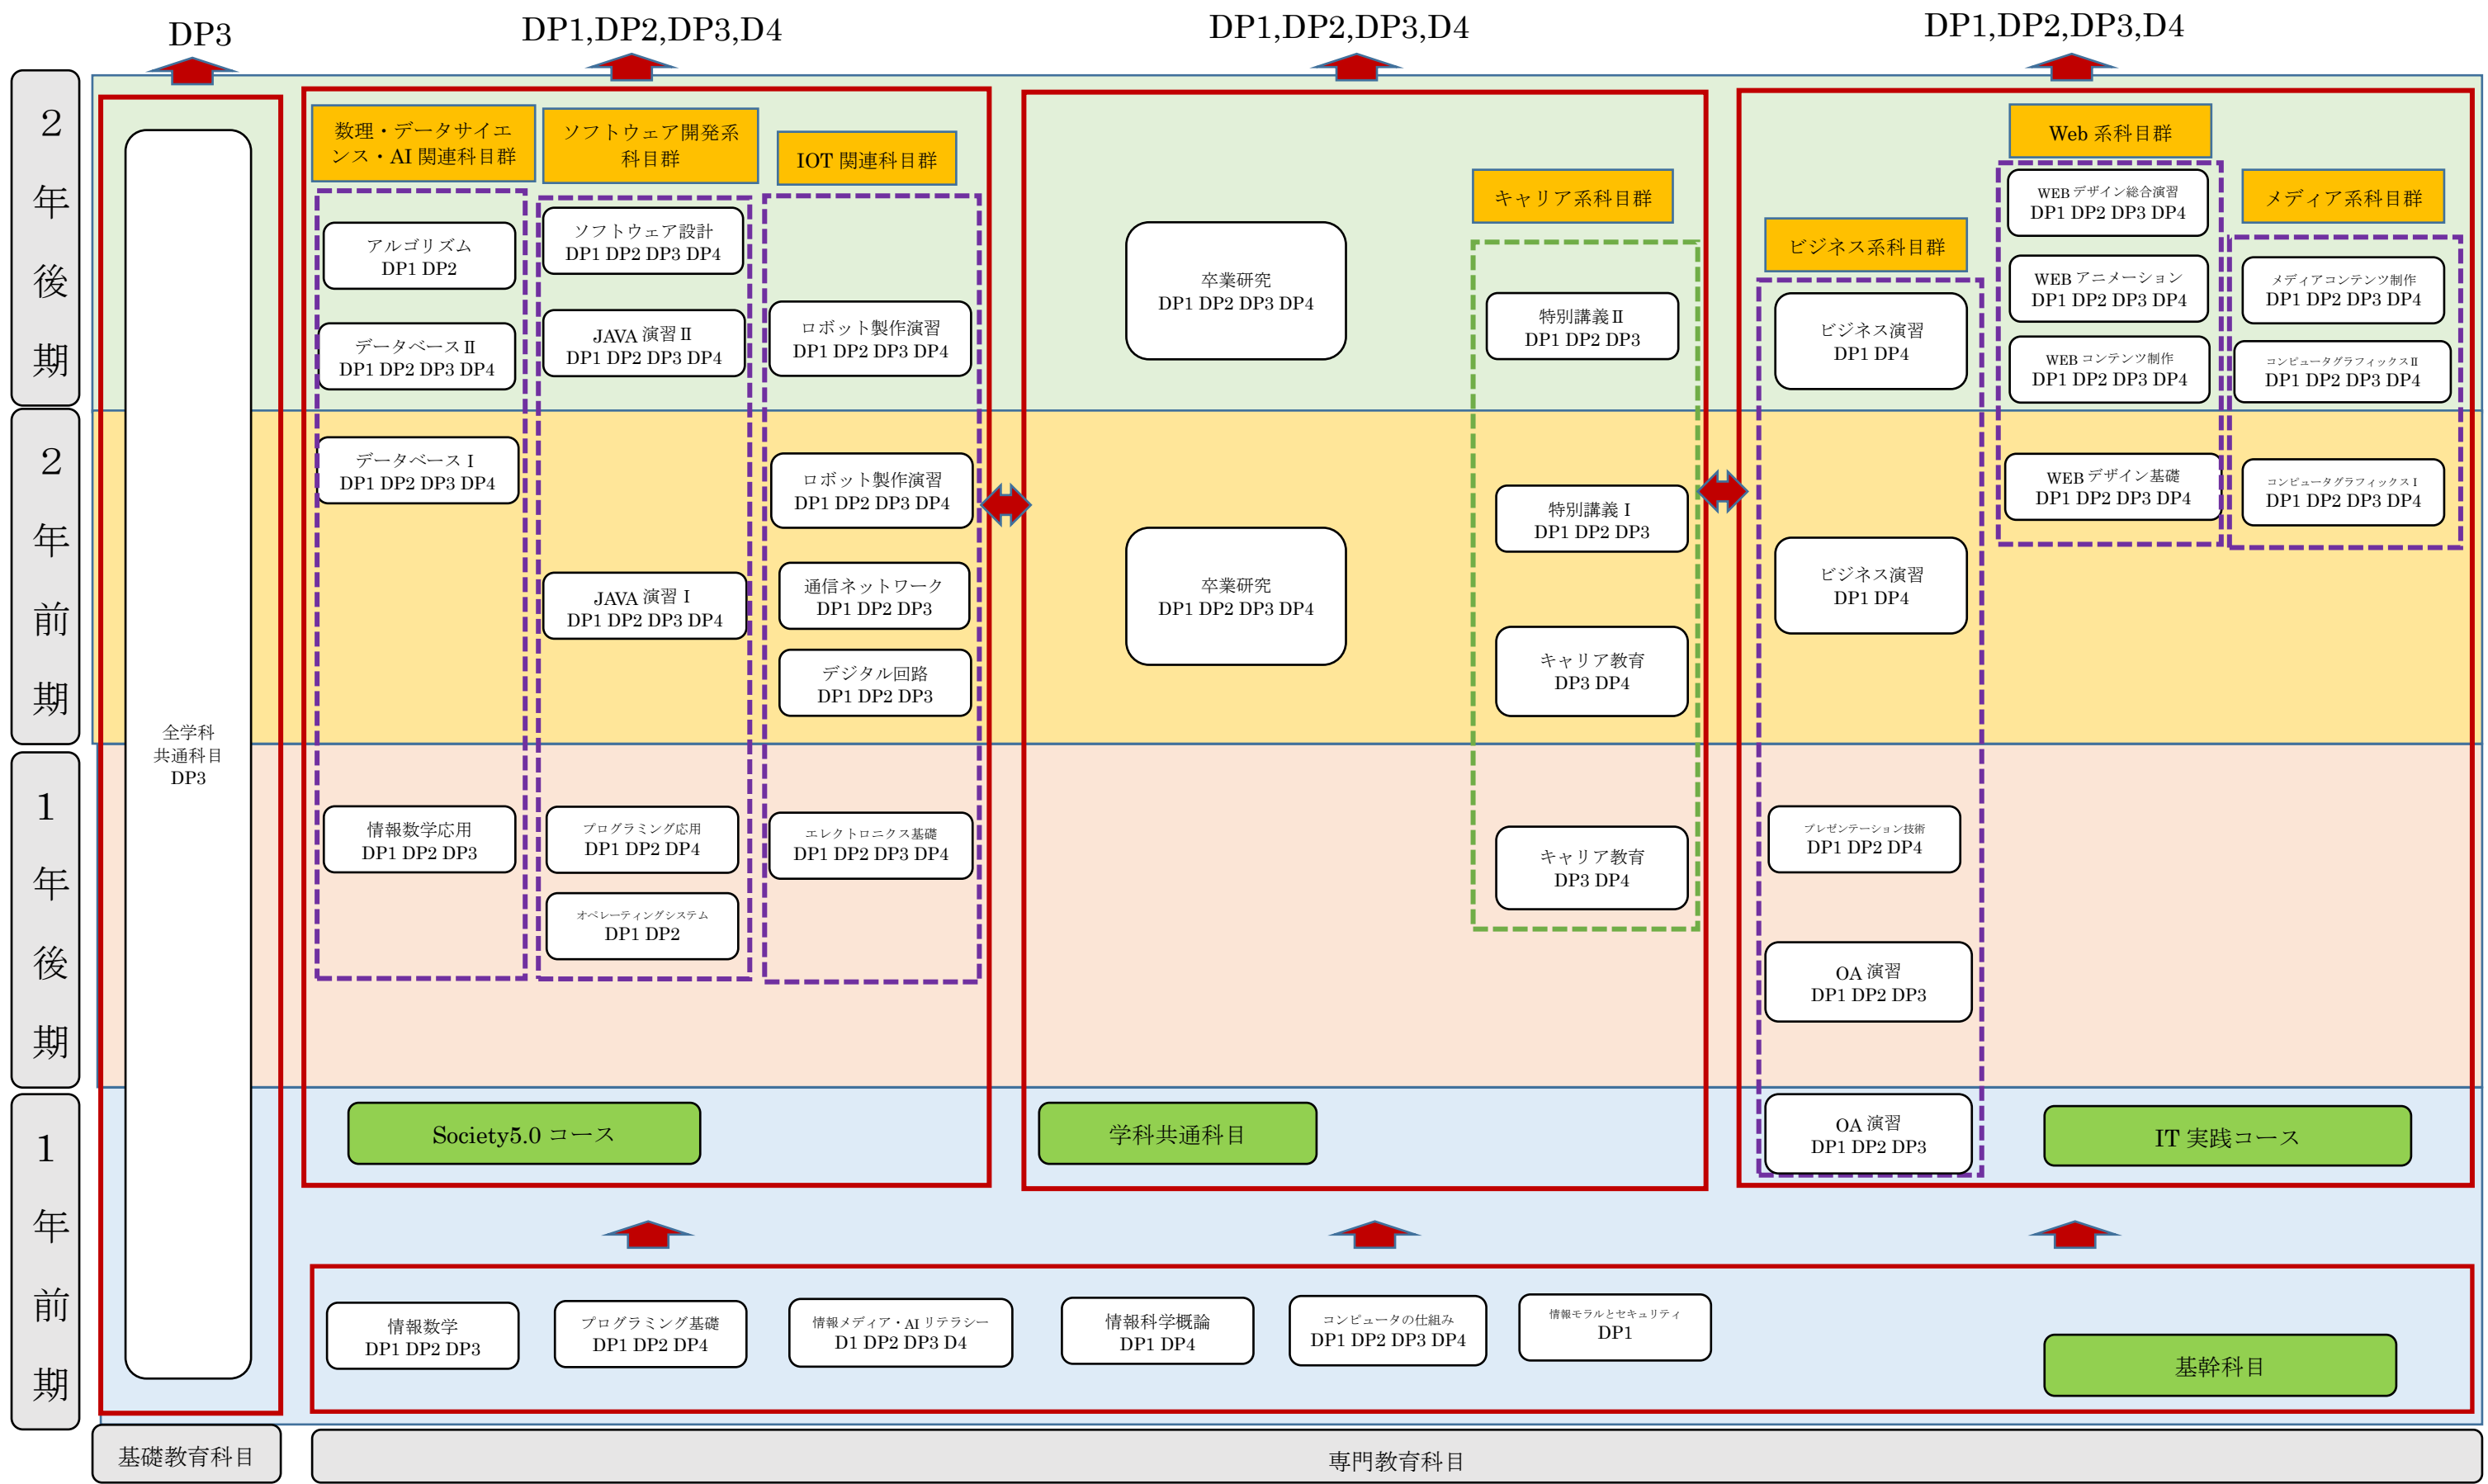 DP3
DP1,DP2,DP3,D4
DP1,DP2,DP3,D4
DP1,DP2,DP3,D4
2年後期
2年前期
1年後期
1年前期
全学科
共通科目
DP3
数理・データサイエ
ンス・AI 関連科目群
アルゴリズム
DP1 DP2
データベースⅡ
DP1 DP2 DP3 DP4
データベースⅠ
DP1 DP2 DP3 DP4
情報数学応用
DP1 DP2 DP3
ソフトウェア開発系
科目群
ソフトウェア設計
DP1 DP2 DP3 DP4
JAVA 演習Ⅱ
DP1 DP2 DP3 DP4
JAVA 演習Ⅰ
DP1 DP2 DP3 DP4
プログラミング応用
DP1 DP2 DP4
オペレーティングシステム
DP1 DP2
IOT 関連科目群
ロボット製作演習
DP1 DP2 DP3 DP4
ロボット製作演習
DP1 DP2 DP3 DP4
通信ネットワーク
DP1 DP2 DP3
デジタル回路
DP1 DP2 DP3
エレクトロニクス基礎
DP1 DP2 DP3 DP4
Society5.0 コース
卒業研究
DP1 DP2 DP3 DP4
卒業研究
DP1 DP2 DP3 DP4
キャリア系科目群
特別講義Ⅱ
DP1 DP2 DP3
特別講義Ⅰ
DP1 DP2 DP3
キャリア教育
DP3 DP4
キャリア教育
DP3 DP4
学科共通科目
ビジネス系科目群
ビジネス演習
DP1 DP4
ビジネス演習
DP1 DP4
プレゼンテーション技術
DP1 DP2 DP4
OA 演習
DP1 DP2 DP3
OA 演習
DP1 DP2 DP3
Web 系科目群
WEB デザイン総合演習
DP1 DP2 DP3 DP4
WEB アニメーション
DP1 DP2 DP3 DP4
WEB コンテンツ制作
DP1 DP2 DP3 DP4
WEB デザイン基礎
DP1 DP2 DP3 DP4
メディア系科目群
メディアコンテンツ制作
DP1 DP2 DP3 DP4
コンピュータグラフィックスⅡ
DP1 DP2 DP3 DP4
コンピュータグラフィックスⅠ
DP1 DP2 DP3 DP4
IT 実践コース
情報数学
DP1 DP2 DP3
プログラミング基礎
DP1 DP2 DP4
情報メディア・AI リテラシー
D1 DP2 DP3 D4
情報科学概論
DP1 DP4
コンピュータの仕組み
DP1 DP2 DP3 DP4
情報モラルとセキュリティ
DP1
基幹科目
基礎教育科目
専門教育科目